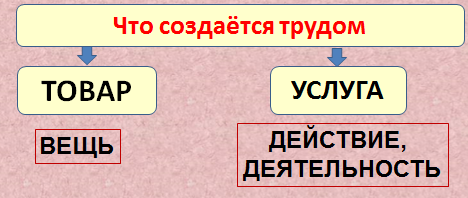 Что создаётся трудом
ТОВАР
УСЛУГА
ВЕЩЬ
ДЕЙСТВИЕ,
ДЕЯТЕЛЬНОСТЬ